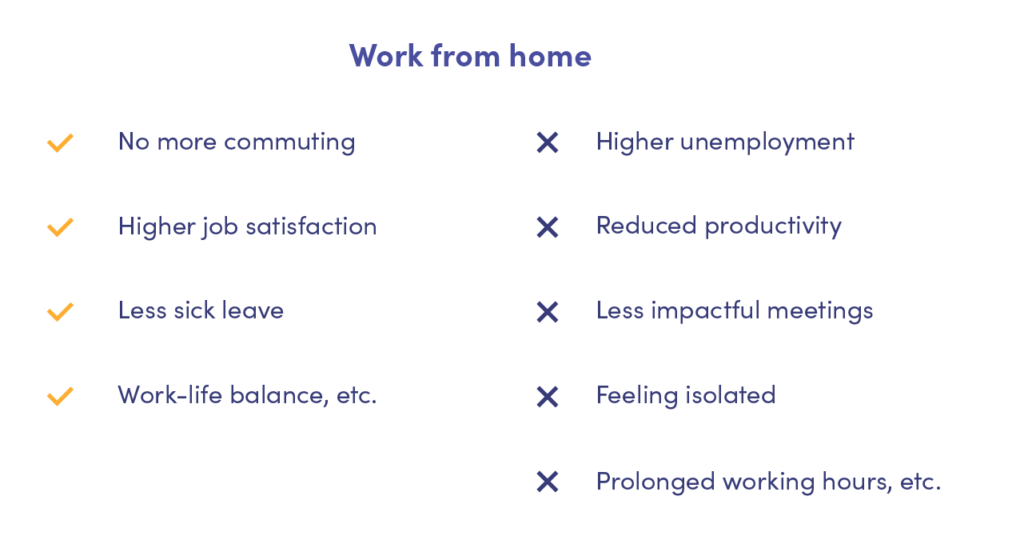 Work from home
No more commuting
Higher job satisfaction
Less sick leave
Work-life balance, etc.
Higher unemployment
Reduced productivity
Less impactful meetings
Feeling isolated
Prolonged working hours, etc.